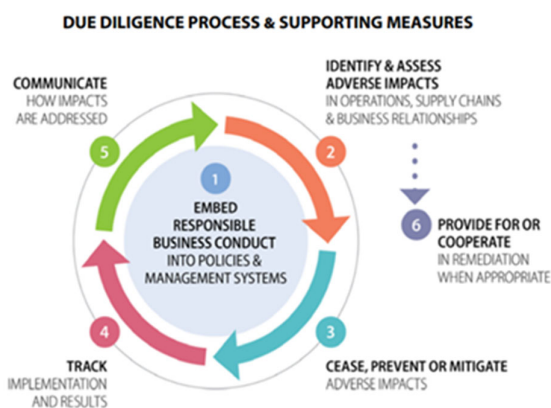 DUE DILIGENCE PROCESS & SUPPORTING MEASURES
1
EMBED
RESPONSIBLE
BUSINESS CONDUCT
INTO POLICIES &
MANAGEMENT SYSTEMS
2
IDENTIFY & ASSESS
ADVERSE IMPACTS
IN OPERATIONS, SUPPLY CHAINS
& BUSINESS RELATIONSHIPS
3
CEASE, PREVENT OR MITIGATE
ADVERSE IMPACTS
4
TRACK
IMPLEMENTATION
AND RESULTS
5
COMMUNICATE
HOW IMPACTS
ARE ADDRESSED
6
PROVIDE FOR OR
COOPERATE
IN REMEDIATION
WHEN APPROPRIATE